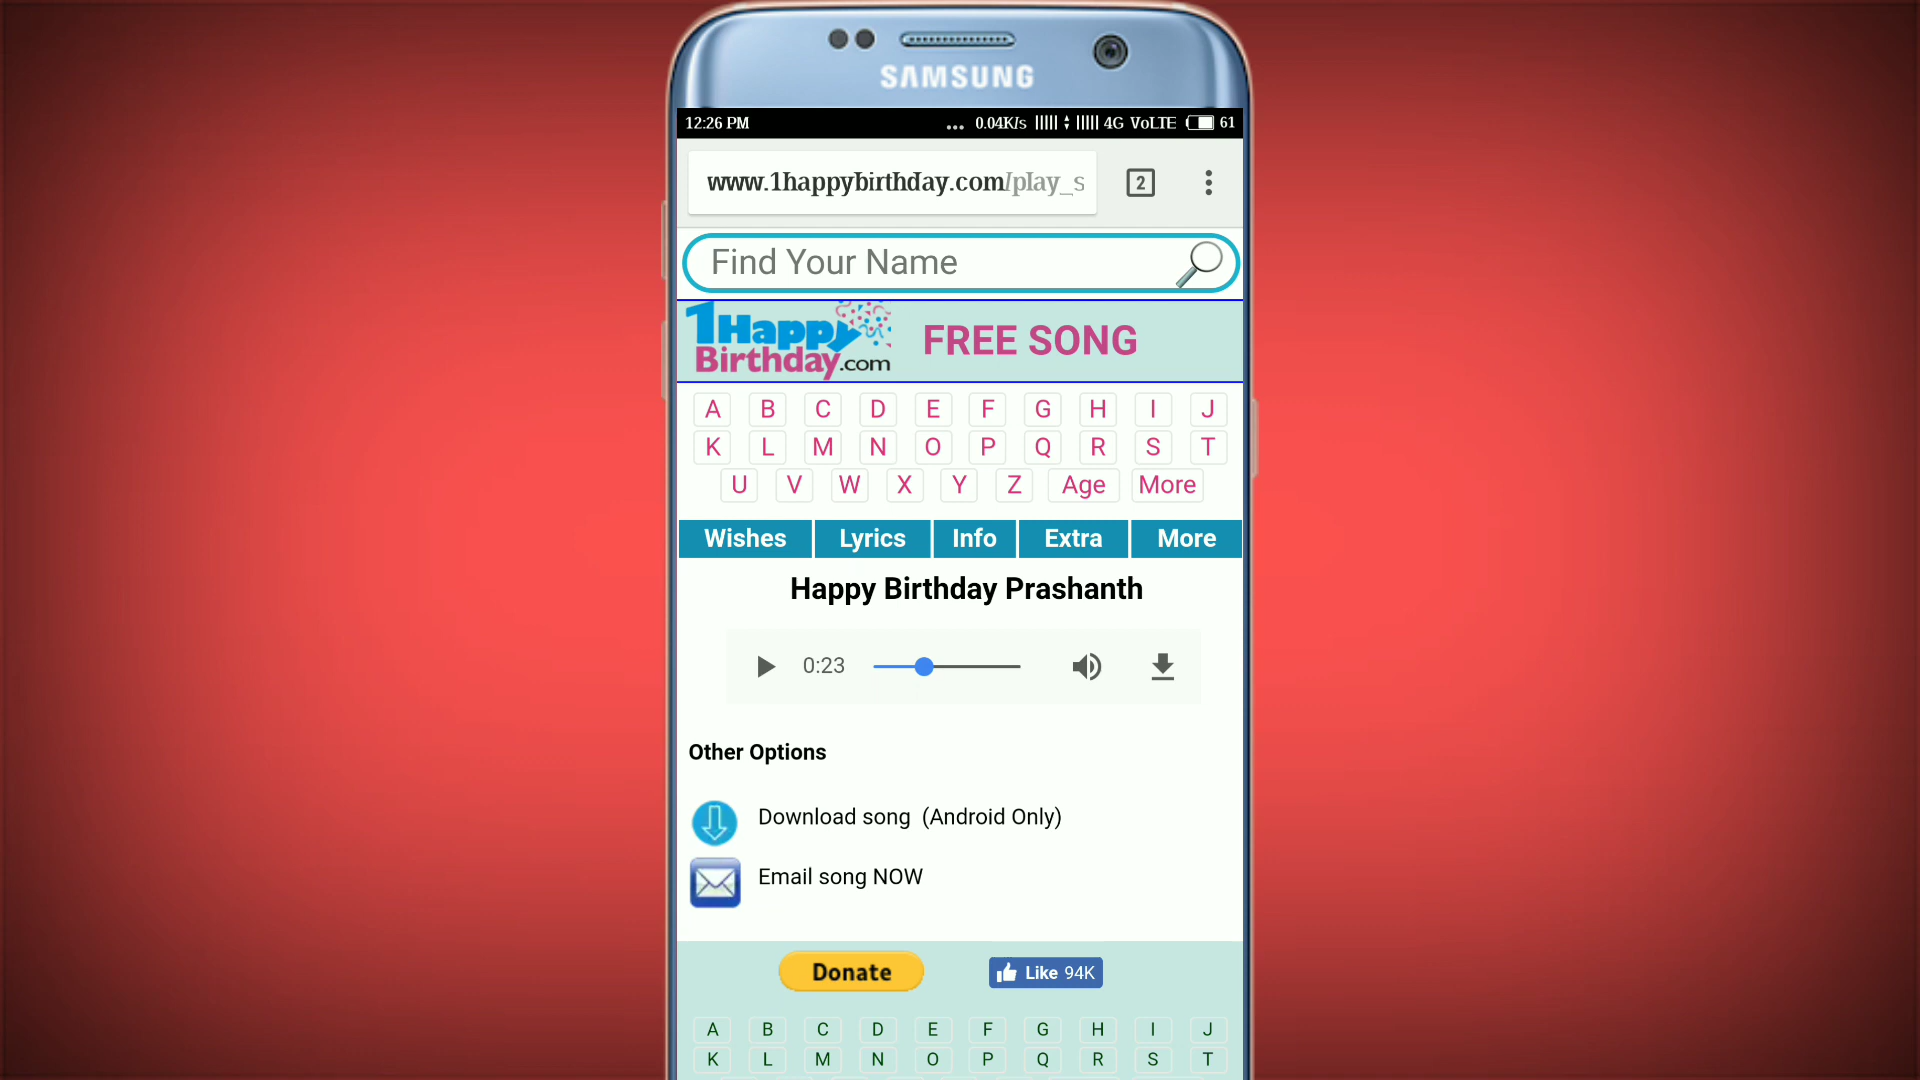 SAMSUNG
12:26 PM ... 0.04K/s 4G VoLTE 61
www.1happybirthday.com/play_s 2
Find Your Name
1Happy
Birthday.com
FREE SONG
A B C D E F G H I J
K L M N O P Q R S T
U V W X Y Z Age More
Wishes Lyrics Info Extra More
Happy Birthday Prashanth
0:23
Other Options
Download song (Android Only)
Email song NOW
Donate Like 94K
A B C D E F G H I J
K L M N O P Q R S T